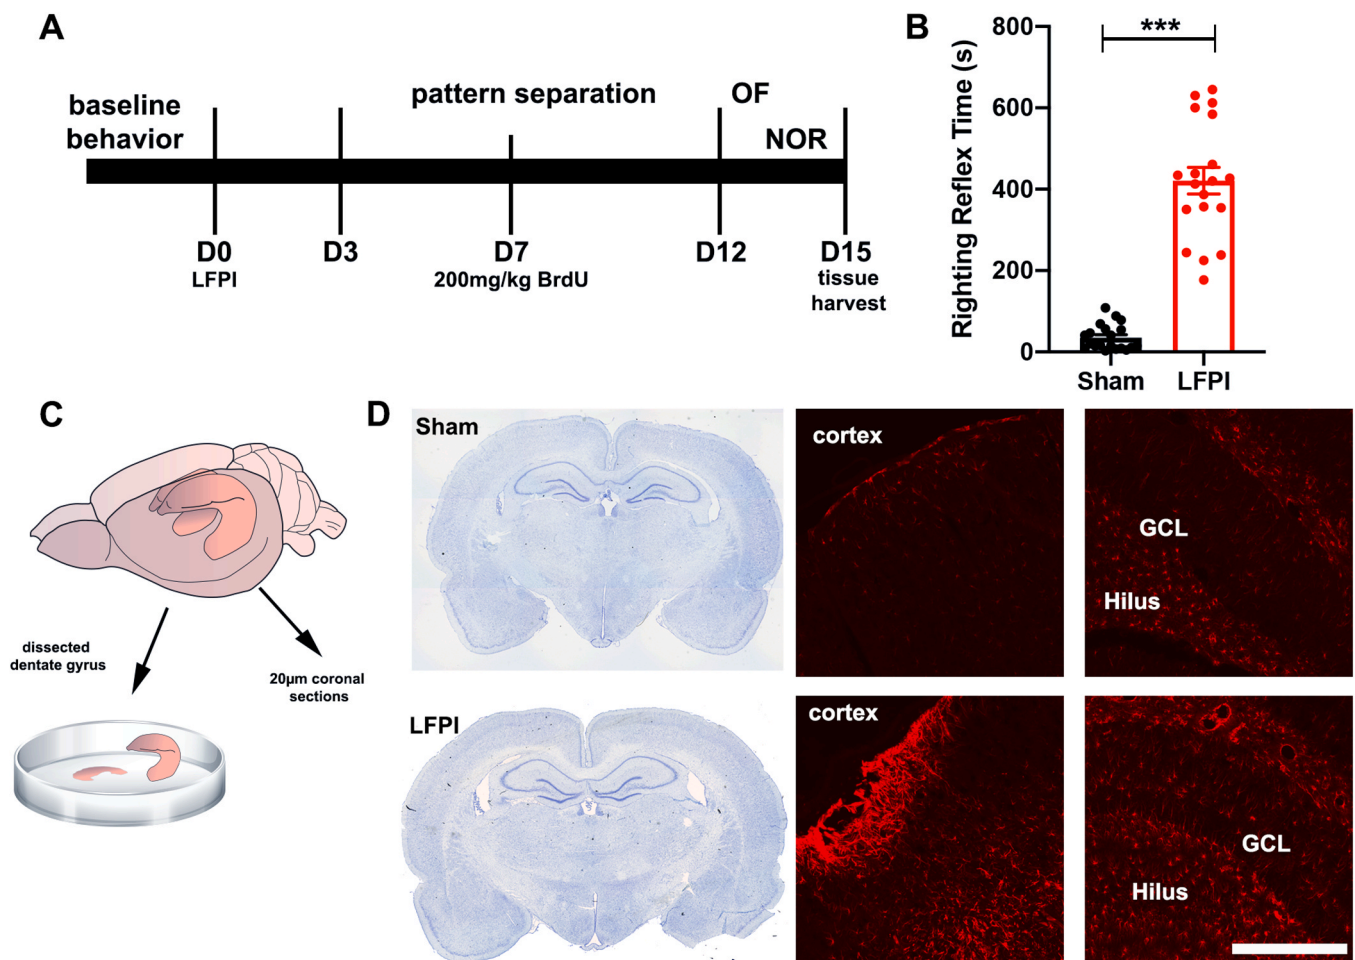 A
baseline
behavior
pattern separation
OF
NOR
D0
D3
D7
D12
D15
LFPI
200mg/kg BrdU
tissue
harvest
B
Righting Reflex Time (s)
800
600
400
200
0
***
Sham
LFPI
C
dissected
dentate gyrus
20µm coronal
sections
D
Sham
cortex
GCL
Hilus
LFPI
cortex
GCL
Hilus